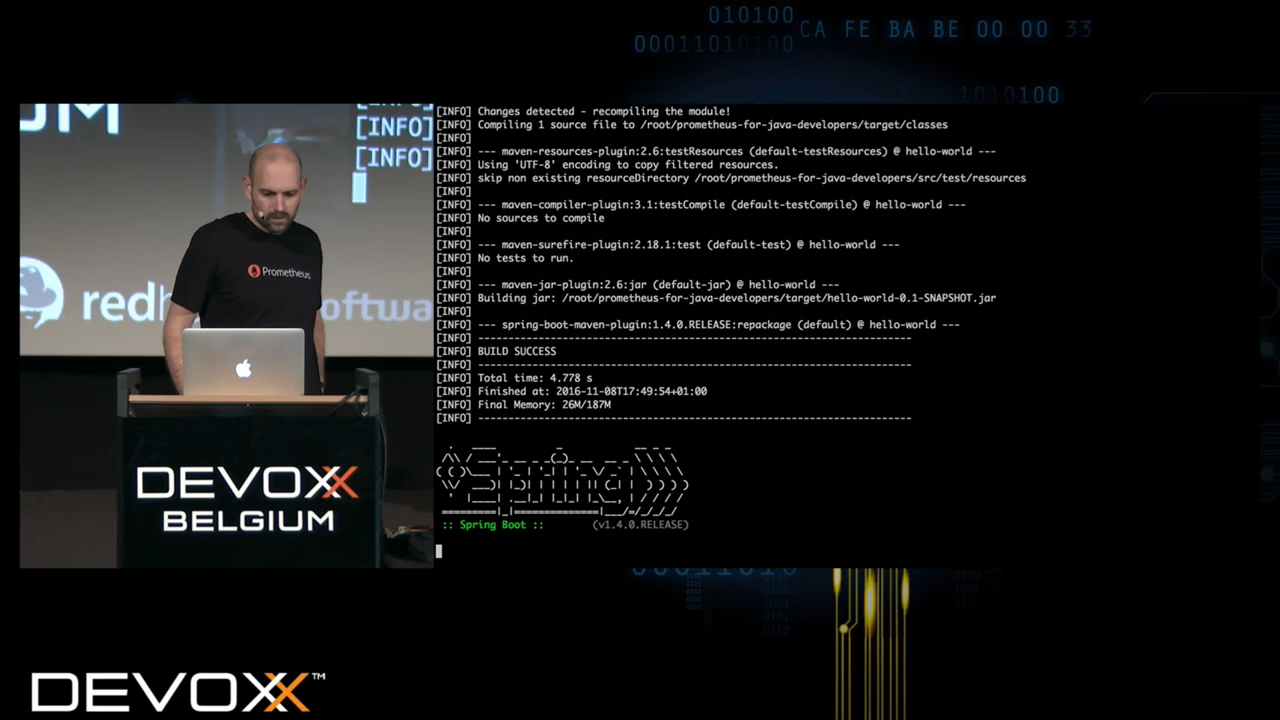 010100
00011010100
CA FE BA BE 00 00 33
11010100
[INFO]
[INFO]
Prometheus
DEVOXX
BELGIUM
[INFO] Changes detected - recompiling the module!
[INFO] Compiling 1 source file to /root/prometheus-for-java-developers/target/classes
[INFO]
[INFO] --- maven-resources-plugin:2.6:testResources (default-testResources) @ hello-world ---
[INFO] Using 'UTF-8' encoding to copy filtered resources.
[INFO] skip non existing resourceDirectory /root/prometheus-for-java-developers/src/test/resources
[INFO]
[INFO] --- maven-compiler-plugin:3.1:testCompile (default-testCompile) @ hello-world ---
[INFO] No sources to compile
[INFO]
[INFO] --- maven-surefire-plugin:2.18.1:test (default-test) @ hello-world ---
[INFO] No tests to run.
[INFO]
[INFO] --- maven-jar-plugin:2.6:jar (default-jar) @ hello-world ---
[INFO] Building jar: /root/prometheus-for-java-developers/target/hello-world-0.1-SNAPSHOT.jar
[INFO]
[INFO] --- spring-boot-maven-plugin:1.4.0.RELEASE:repackage (default) @ hello-world ---
[INFO] ------------------------------------------------------------------------
[INFO] BUILD SUCCESS
[INFO] ------------------------------------------------------------------------
[INFO] Total time: 4.778 s
[INFO] Finished at: 2016-11-08T17:49:54+01:00
[INFO] Final Memory: 26M/187M
[INFO] ------------------------------------------------------------------------
Spring
:: Spring Boot :: (v1.4.0.RELEASE)
DEVOXX™